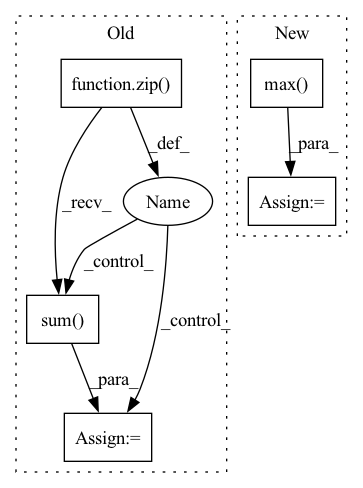 Old
New
function.zip()
max()
_def_
_para_
_recv_
Name
Assign:=
_control_
sum()
_control_
_para_
Assign:=